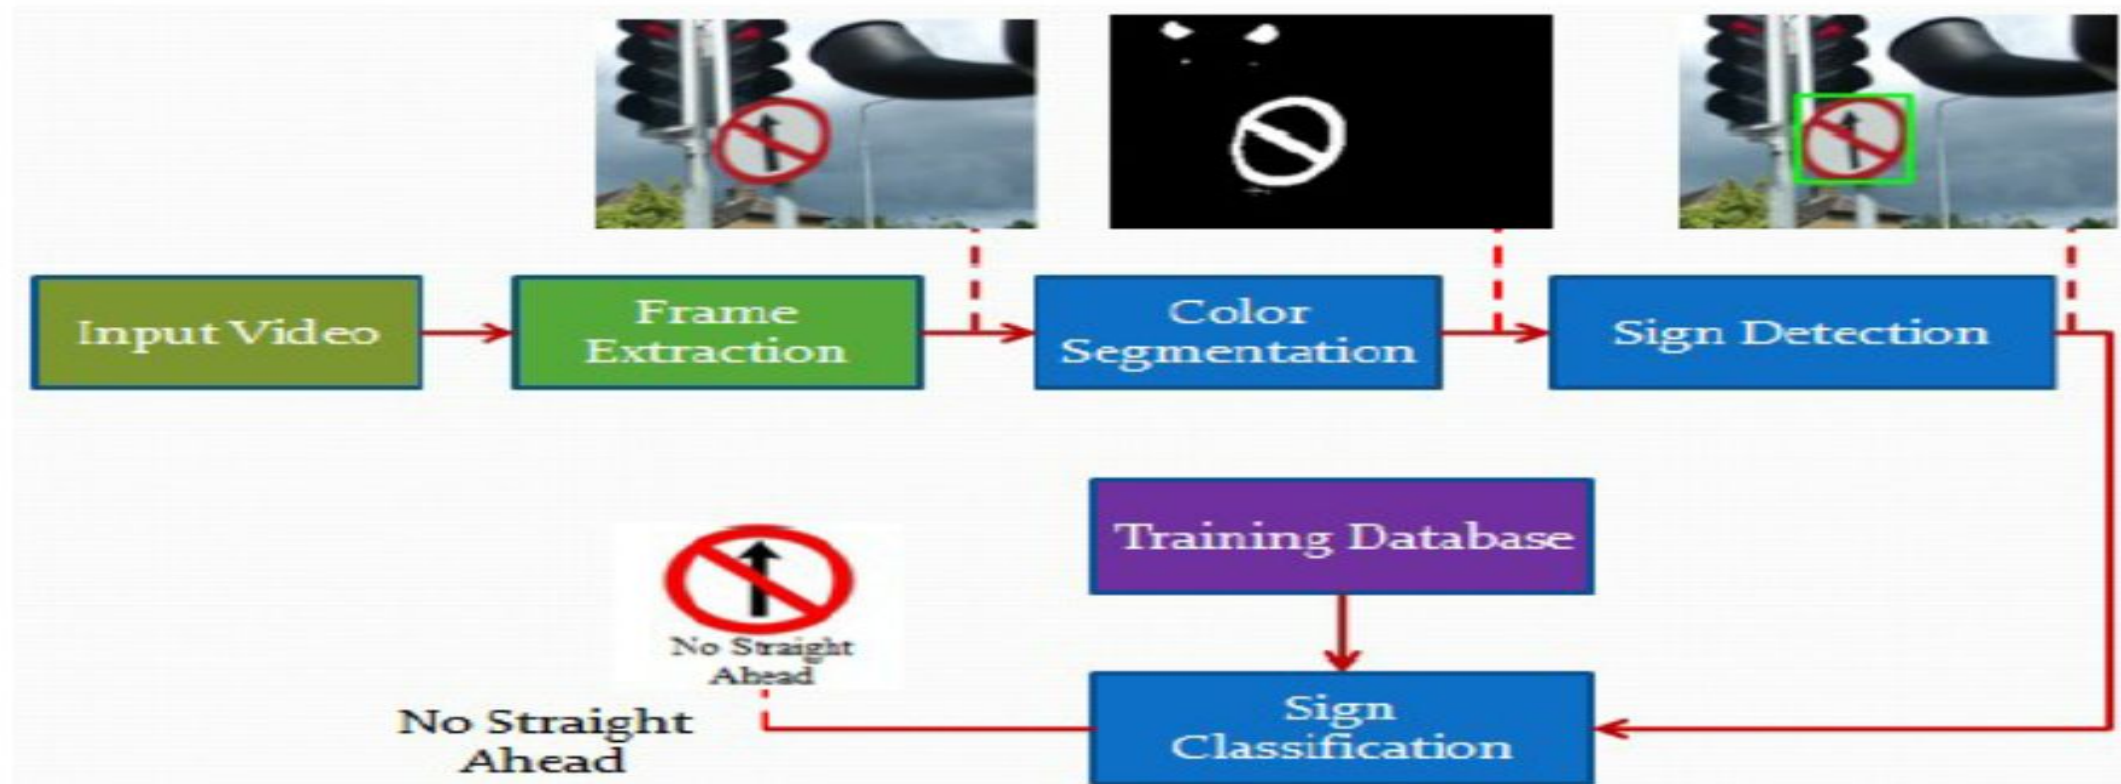 Input Video
Frame
Extraction
Color
Segmentation
Sign Detection
Training Database
No Straight
Ahead
No Straight
Ahead
Sign
Classification